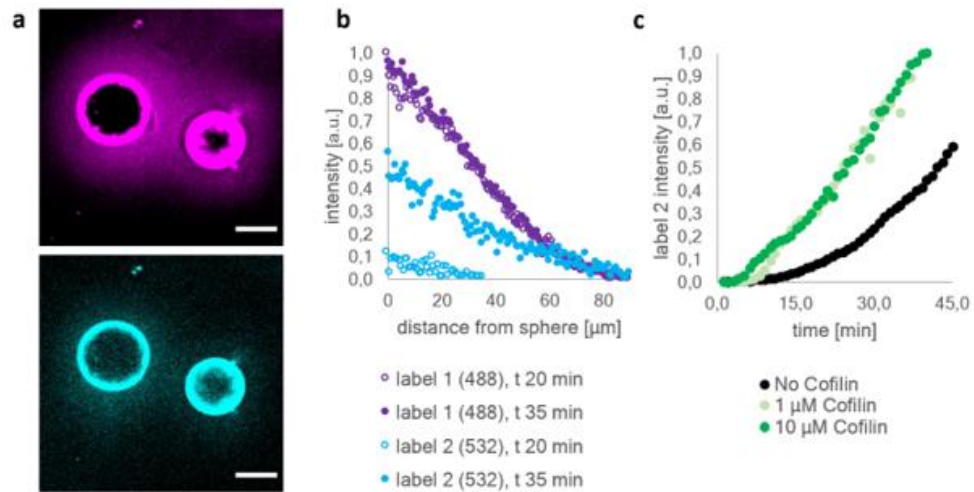 a
b
c
intensity [a.u.]
1,0
0,9
0,8
0,7
0,6
0,5
0,4
0,3
0,2
0,1
0,0
0
20
40
60
80
distance from sphere [µm]
label 1 (488), t 20 min
label 1 (488), t 35 min
label 2 (532), t 20 min
label 2 (532), t 35 min
label 2 intensity [a.u.]
1,0
0,9
0,8
0,7
0,6
0,5
0,4
0,3
0,2
0,1
0,0
0,0
15,0
30,0
45,0
time [min]
No Cofilin
1 µM Cofilin
10 µM Cofilin